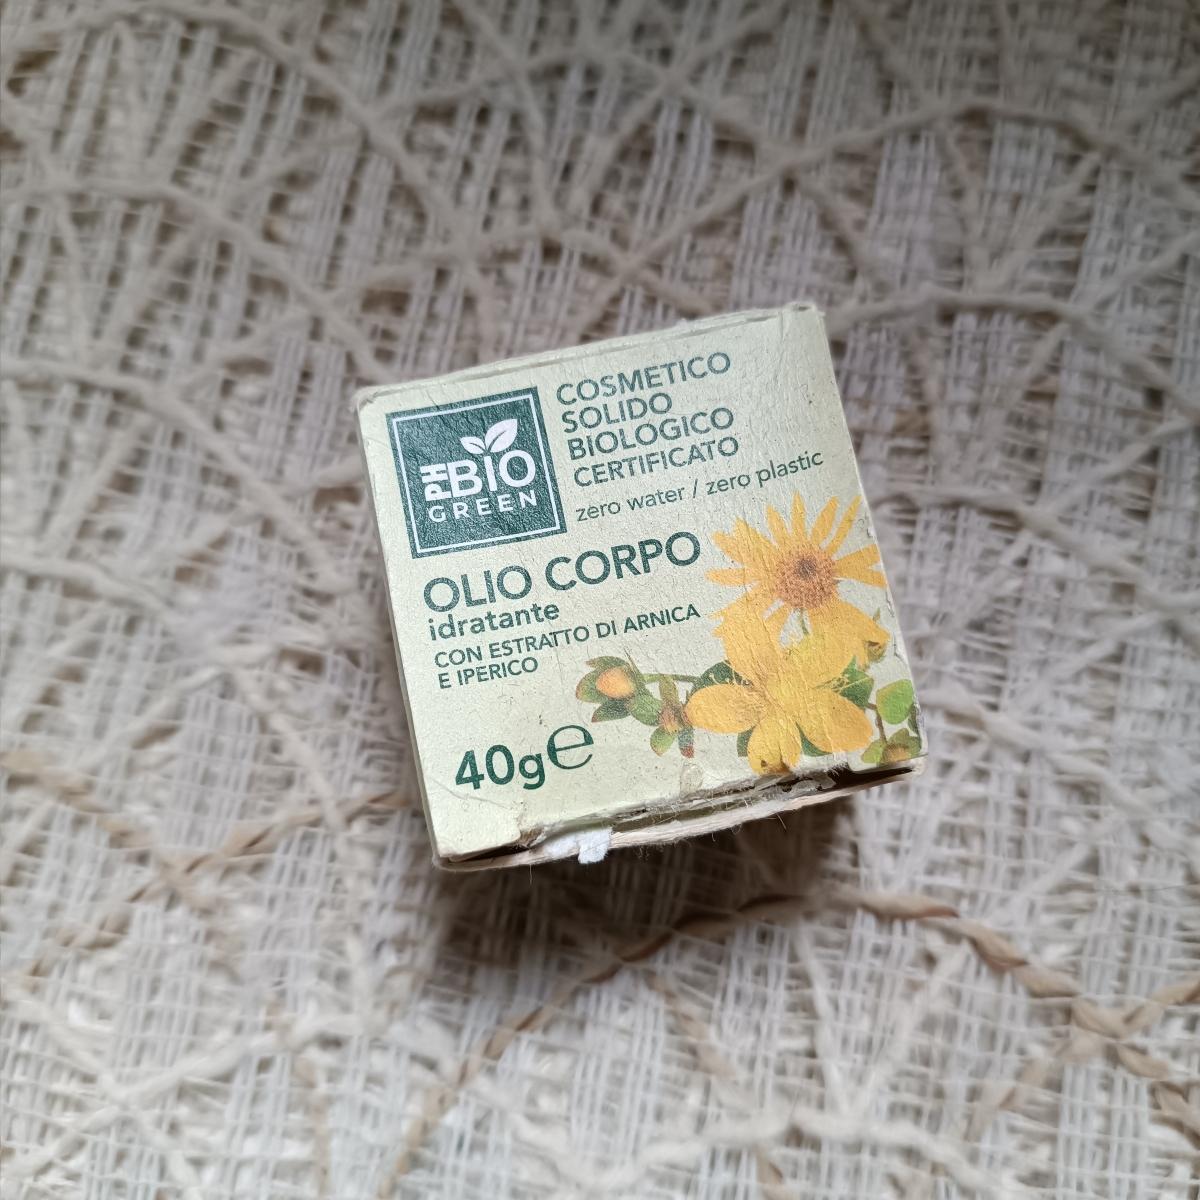 PH BIO
GREEN
COSMETICO
SOLIDO
BIOLOGICO
CERTIFICATO
zero water / zero plastic
OLIO CORPO
idratante
CON ESTRATTO DI ARNICA
E IPERICO
40g℮